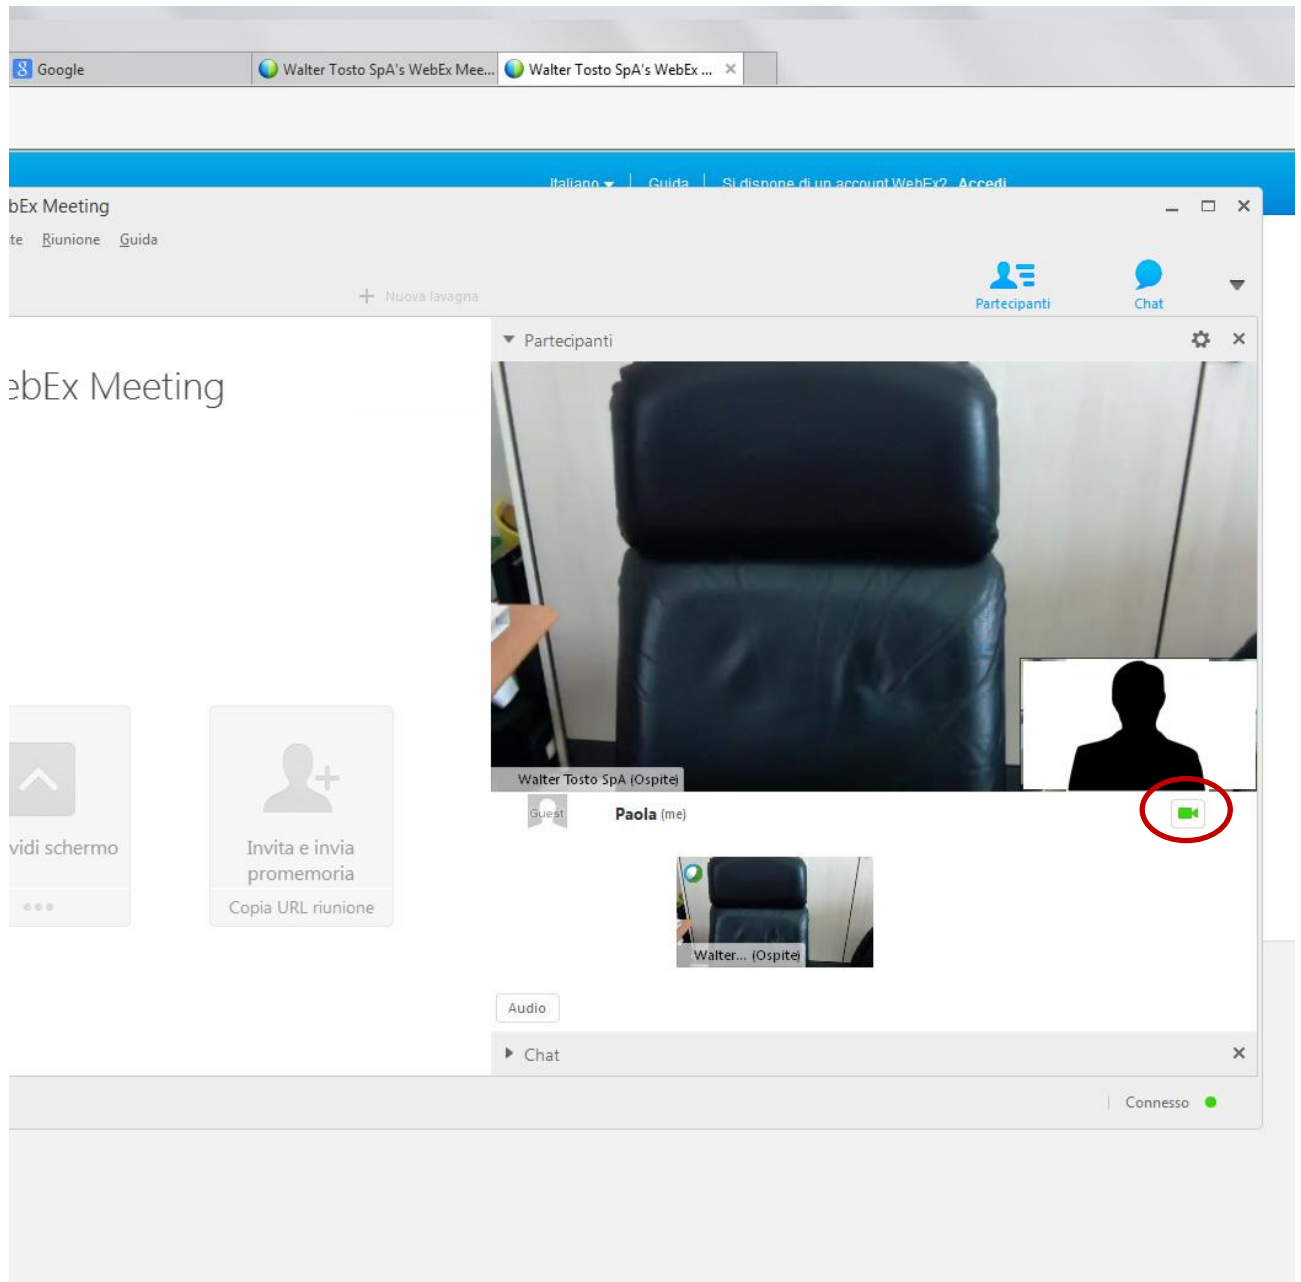 Google
Walter Tosto SpA's WebEx Mee...
Walter Tosto SpA's WebEx ...
Italiano
Guida
Si dispone di un account WebEx? Accedi
bEx Meeting
te Riunione Guida
+ Nuova lavagna
Partecipanti
Chat
Partecipanti
ebEx Meeting
Walter Tosto SpA (Ospite)
Guest
Paola (me)
vidi schermo
Invita e invia
promemoria
Copia URL riunione
Walter... (Ospite)
Audio
Chat
Connesso